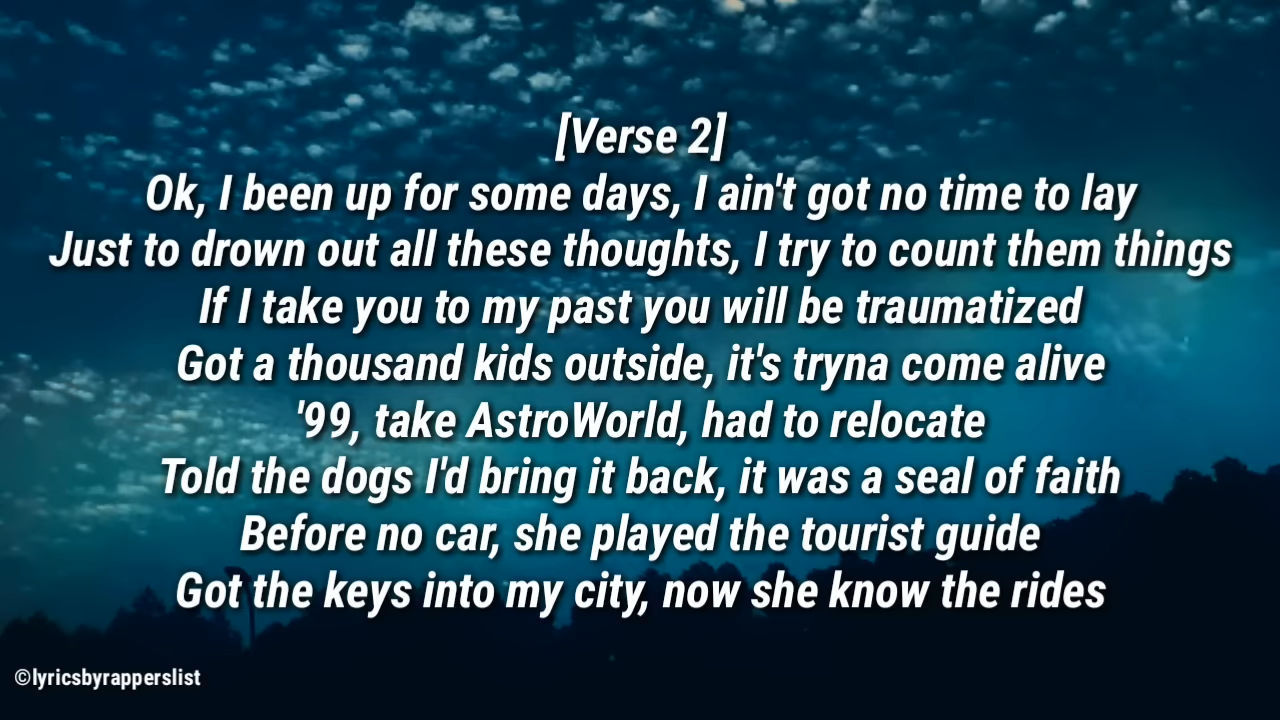 [Verse 2]
Ok, I been up for some days, I ain't got no time to lay
Just to drown out all these thoughts, I try to count them things
If I take you to my past you will be traumatized
Got a thousand kids outside, it's tryna come alive
'99, take AstroWorld, had to relocate
Told the dogs I'd bring it back, it was a seal of faith
Before no car, she played the tourist guide
Got the keys into my city, now she know the rides
©lyricsbyrapperslist